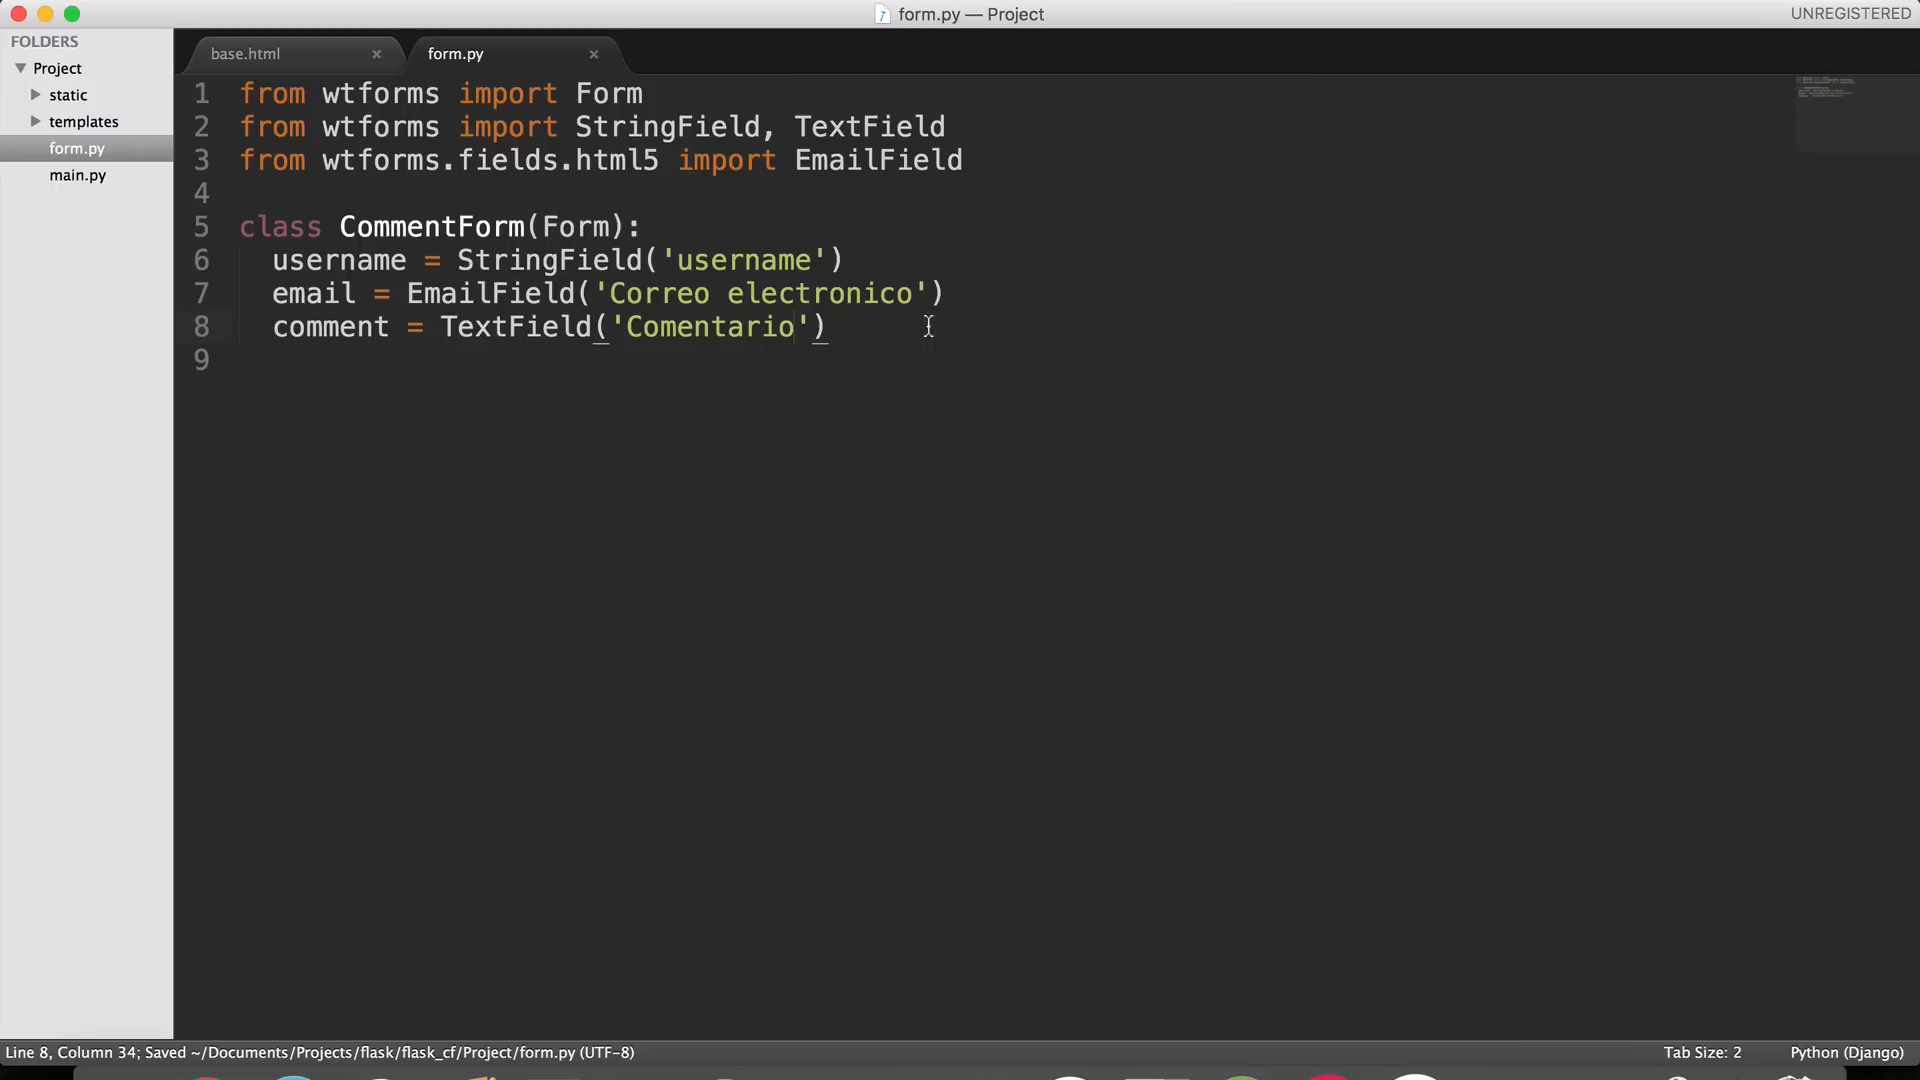 form.py — Project
UNREGISTERED
FOLDERS
Project
static
templates
form.py
main.py
base.html ×
form.py ×
1 from wtforms import Form
2 from wtforms import StringField, TextField
3 from wtforms.fields.html5 import EmailField
4
5 class CommentForm(Form):
6 username = StringField('username')
7 email = EmailField('Correo electronico')
8 comment = TextField('Comentario')
9
Line 8, Column 34; Saved ~/Documents/Projects/flask/flask_cf/Project/form.py (UTF-8)
Tab Size: 2
Python (Django)